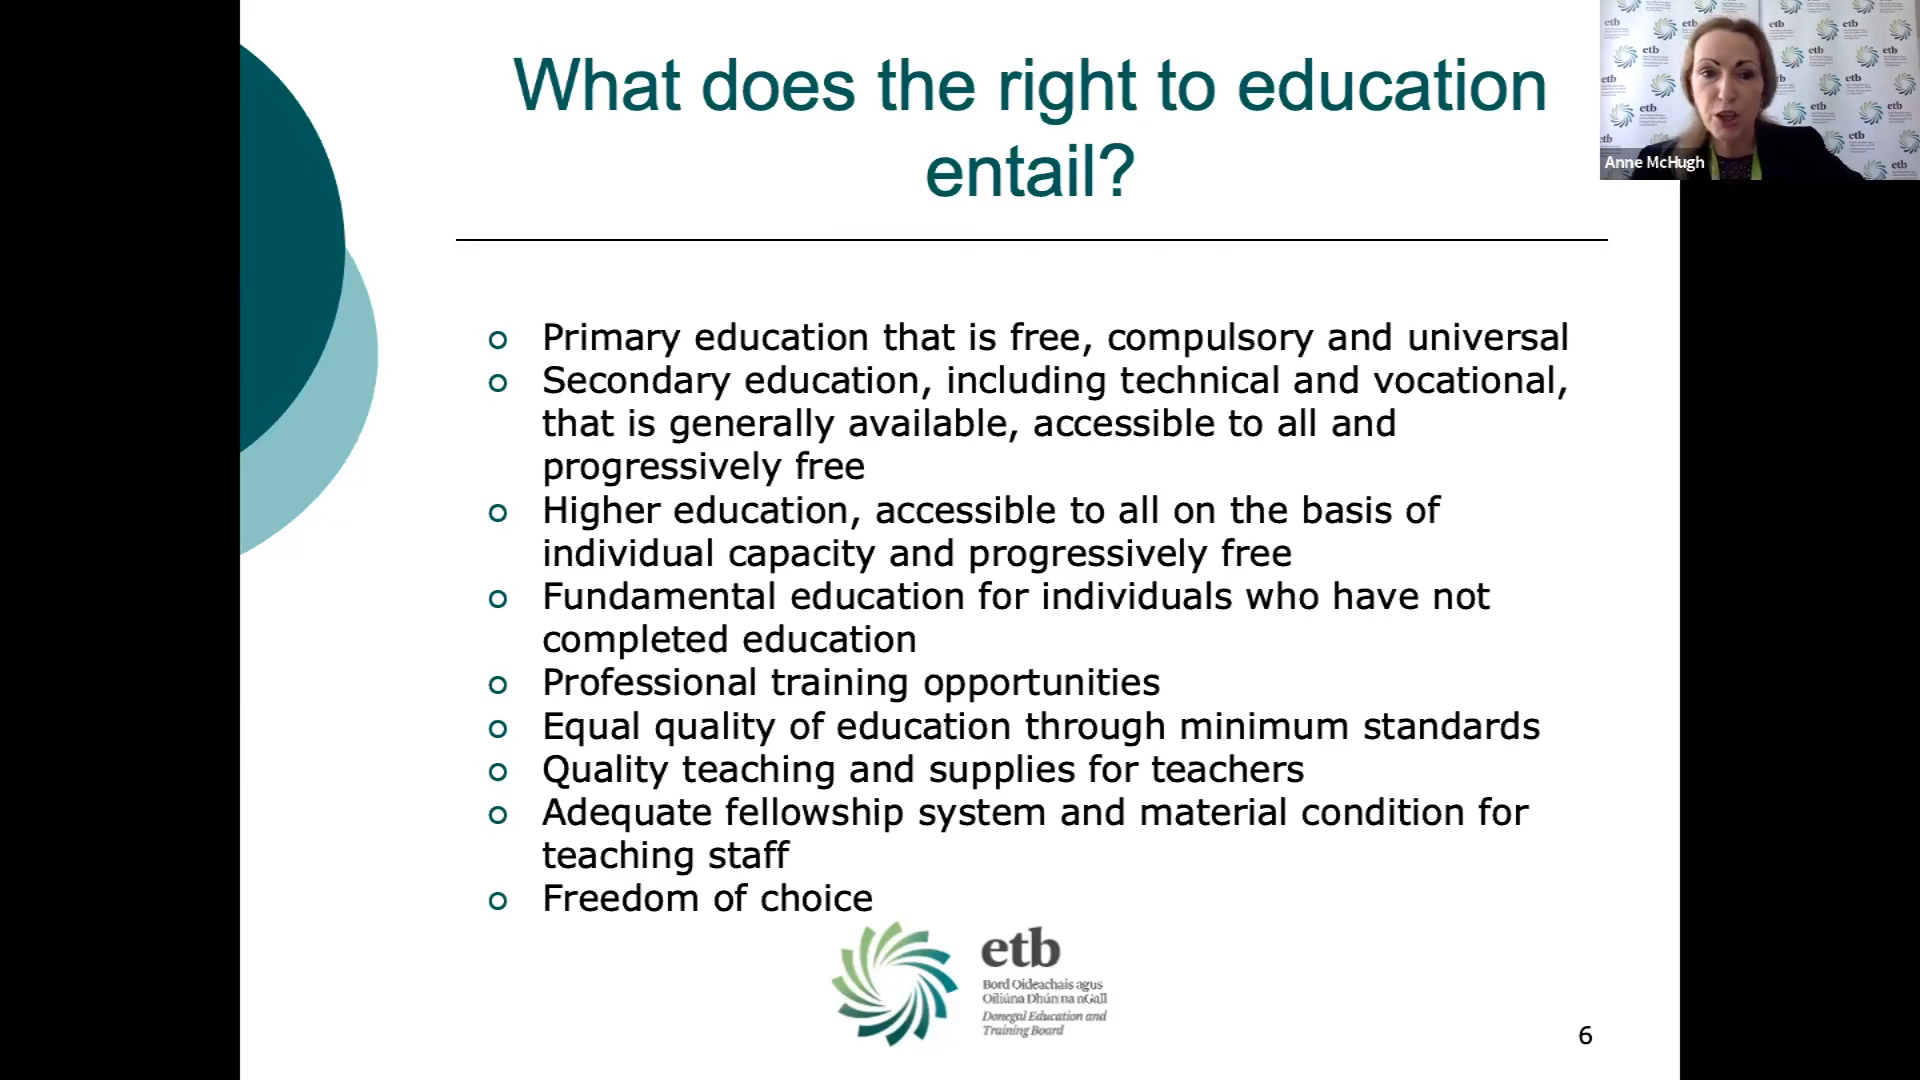 What does the right to education
entail?
Anne McHugh
Primary education that is free, compulsory and universal
Secondary education, including technical and vocational,
that is generally available, accessible to all and
progressively free
Higher education, accessible to all on the basis of
individual capacity and progressively free
Fundamental education for individuals who have not
completed education
Professional training opportunities
Equal quality of education through minimum standards
Quality teaching and supplies for teachers
Adequate fellowship system and material condition for
teaching staff
Freedom of choice
etb
Bord Oideachais agus
Oiliúna Dhún na nGall
Donegal Education and
Training Board
6